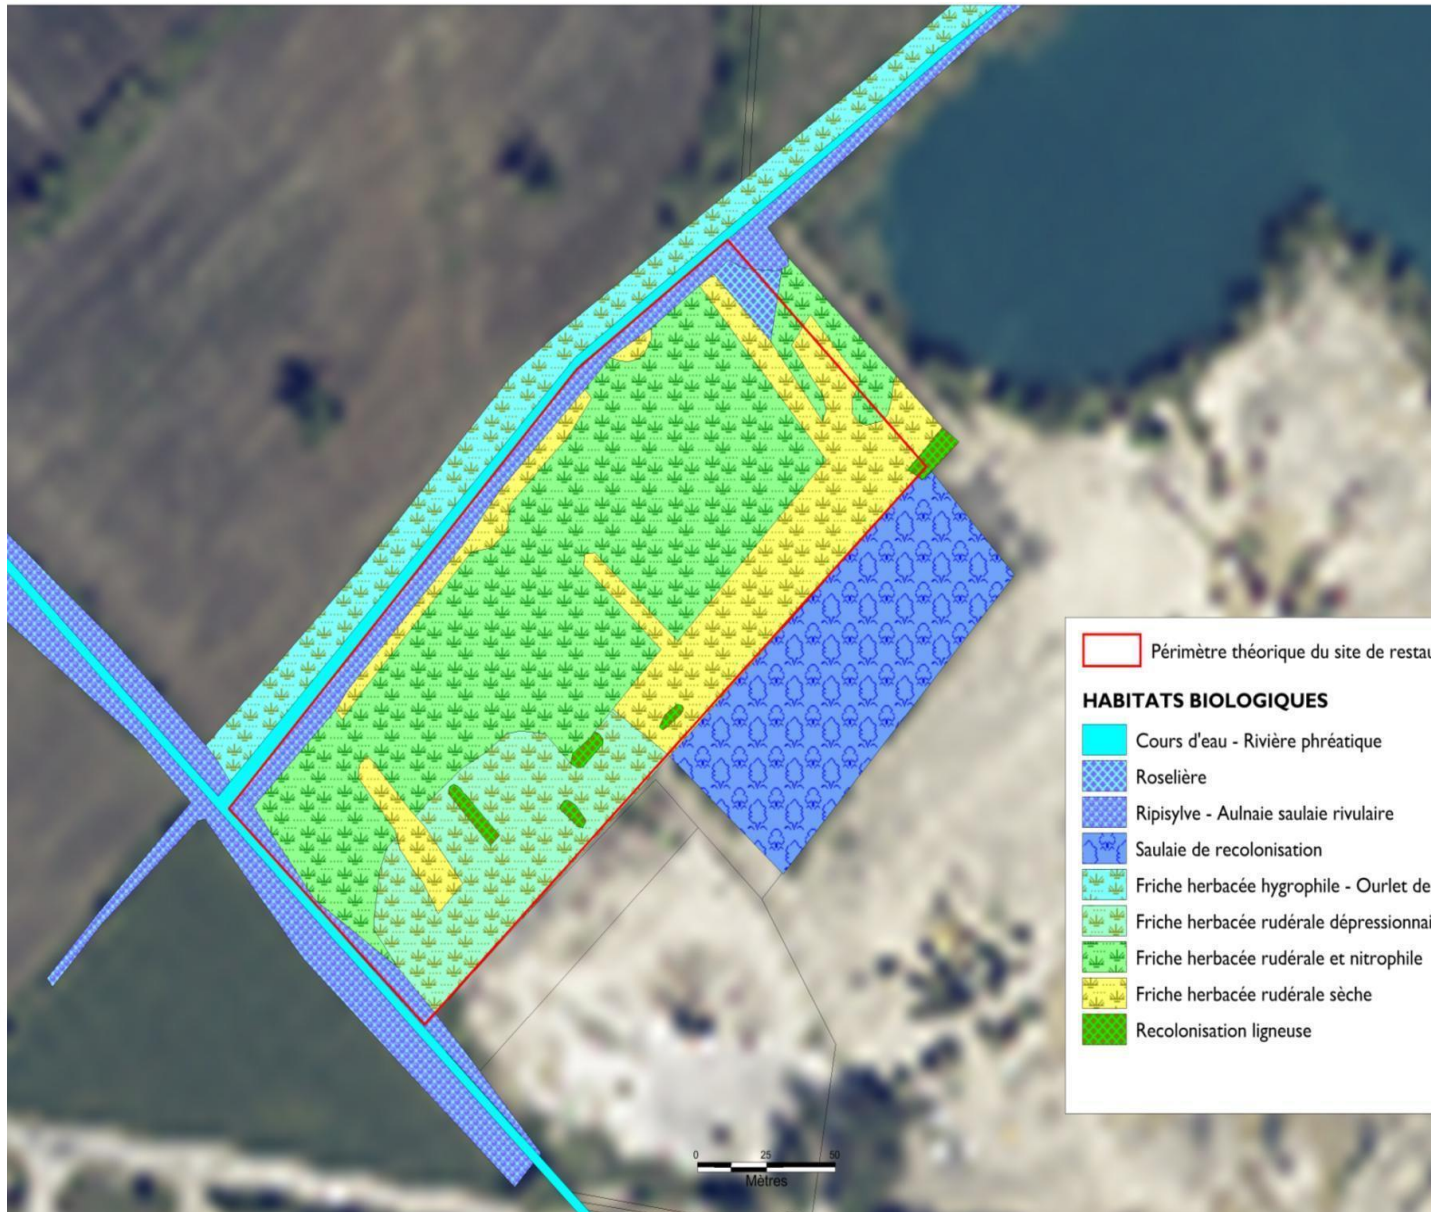 Périmètre théorique du site de restau
HABITATS BIOLOGIQUES
Cours d'eau - Rivière phréatique
Roselière
Ripisylve - Aulnaie saulaie rivulaire
Saulaie de recolonisation
Friche herbacée hygrophile - Ourlet de
Friche herbacée rudérale dépressionnai
Friche herbacée rudérale et nitrophile
Friche herbacée rudérale sèche
Recolonisation ligneuse
0 25 50
Mètres